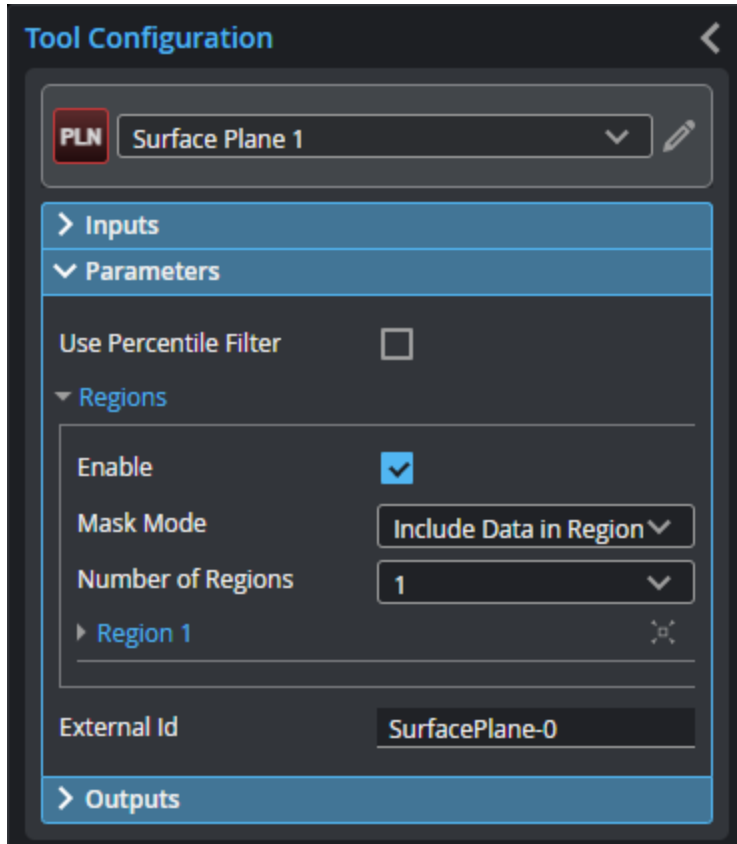 Tool Configuration
PLN Surface Plane 1
Inputs
Parameters
Use Percentile Filter
Regions
Enable
Mask Mode Include Data in Region
Number of Regions 1
Region 1
External Id SurfacePlane-0
Outputs